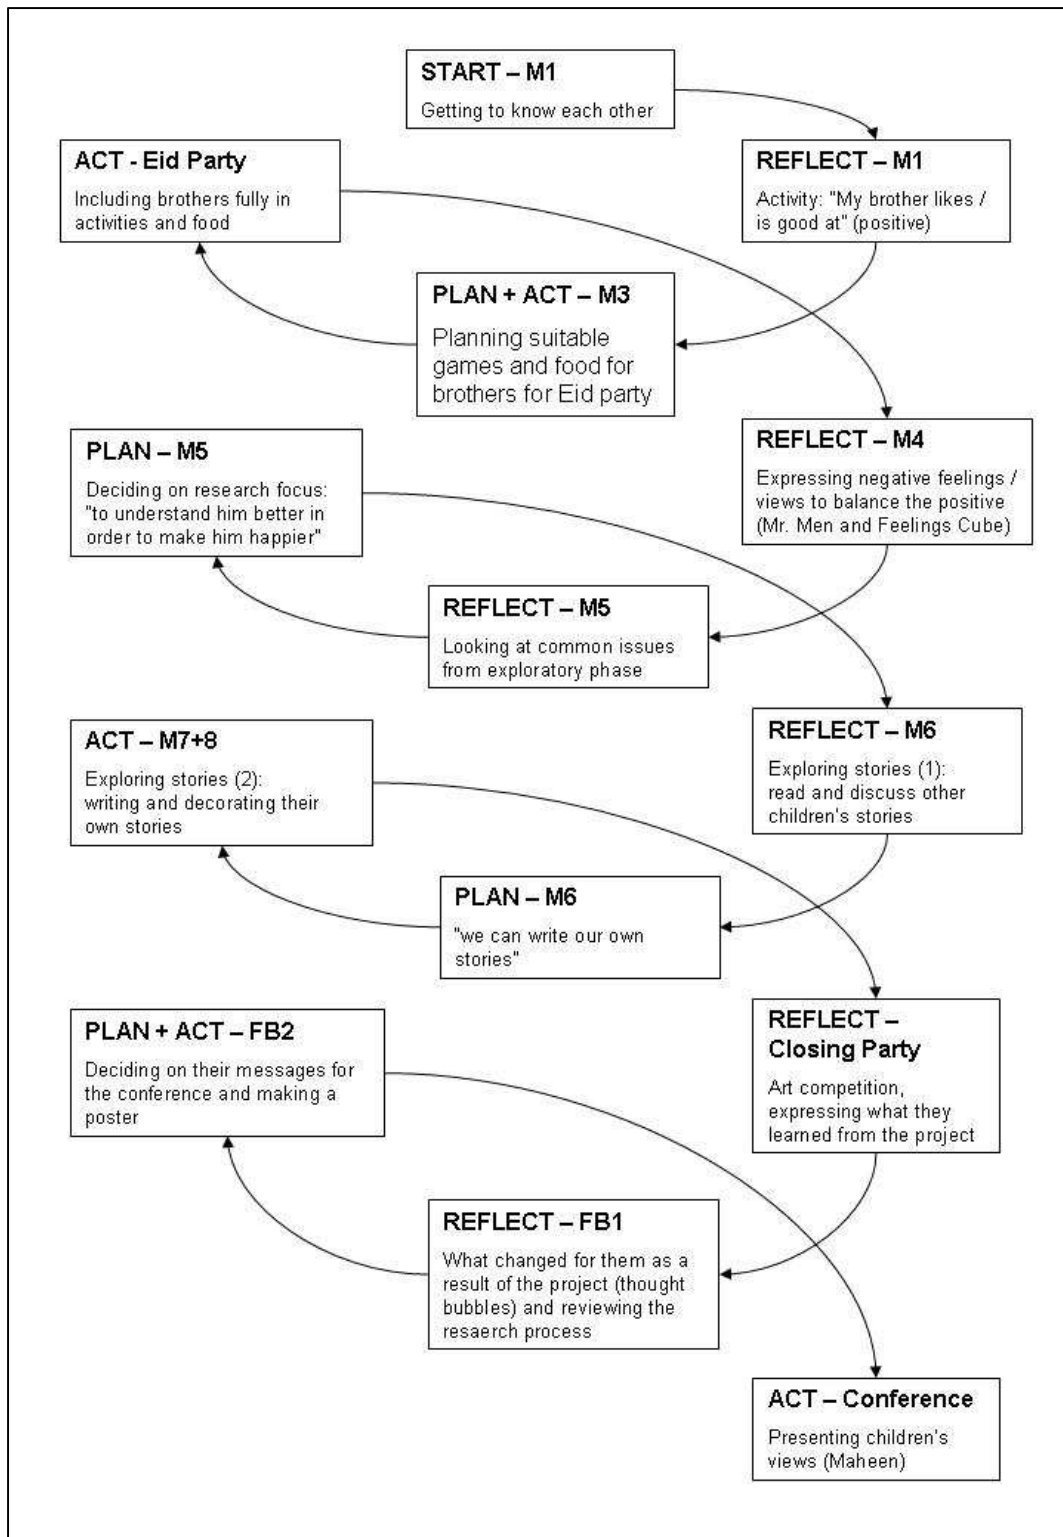 START – M1
Getting to know each other
REFLECT – M1
Activity: "My brother likes /
is good at" (positive)
PLAN + ACT – M3
Planning suitable
games and food for
brothers for Eid party
ACT - Eid Party
Including brothers fully in
activities and food
REFLECT – M4
Expressing negative feelings /
views to balance the positive
(Mr. Men and Feelings Cube)
REFLECT – M5
Looking at common issues
from exploratory phase
PLAN – M5
Deciding on research focus:
"to understand him better in
order to make him happier"
REFLECT – M6
Exploring stories (1):
read and discuss other
children's stories
PLAN – M6
"we can write our own
stories"
ACT – M7+8
Exploring stories (2):
writing and decorating their
own stories
REFLECT –
Closing Party
Art competition,
expressing what they
learned from the project
REFLECT – FB1
What changed for them as a
result of the project (thought
bubbles) and reviewing the
resaerch process
PLAN + ACT – FB2
Deciding on their messages for
the conference and making a
poster
ACT – Conference
Presenting children's
views (Maheen)